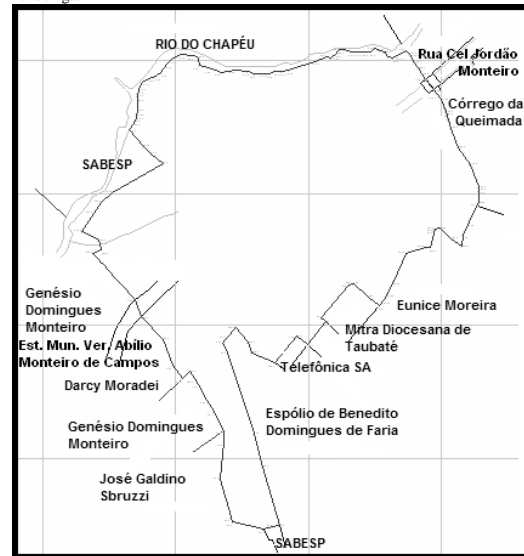 RIO DO CHAPÉU
Rua Cel Jordão
Monteiro
Córrego da
Queimada
SABESP
Genésio
Domingues
Monteiro
Est. Mun. Ver. Abílio
Monteiro de Campos
Eunice Moreira
Mitra Diocesana de
Taubaté
Telefônica SA
Darcy Moradei
Espólio de Benedito
Domingues de Faria
Genésio Domingues
Monteiro
José Galdino
Sbruzzi
SABESP